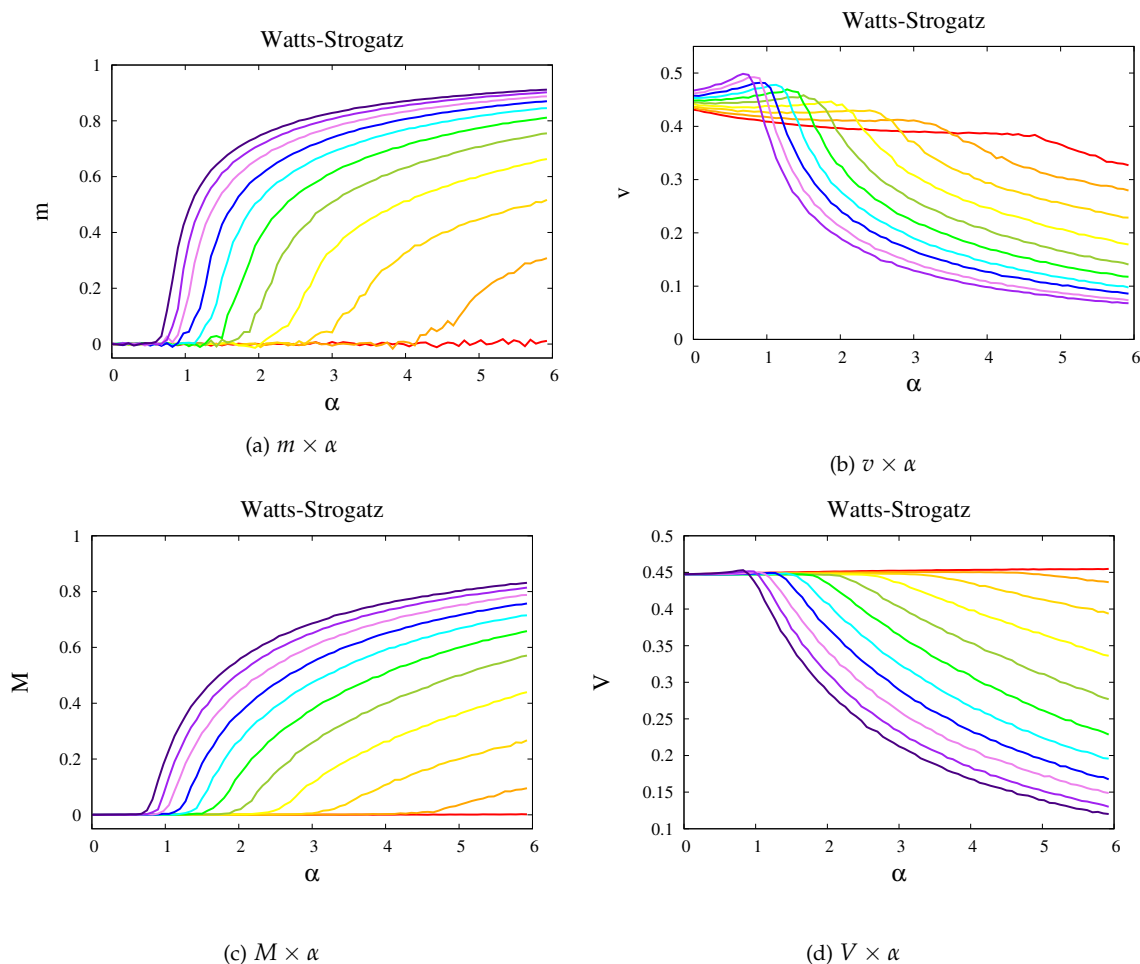 Watts-Strogatz
1
0.8
0.6
0.4
0.2
0
m
0 1 2 3 4 5 6
α
(a) m × α
Watts-Strogatz
0.5
0.4
0.3
0.2
0.1
0
v
0 1 2 3 4 5 6
α
(b) v × α
Watts-Strogatz
1
0.8
0.6
0.4
0.2
0
M
0 1 2 3 4 5 6
α
(c) M × α
Watts-Strogatz
0.5
0.45
0.4
0.35
0.3
0.25
0.2
0.15
0.1
V
0 1 2 3 4 5 6
α
(d) V × α